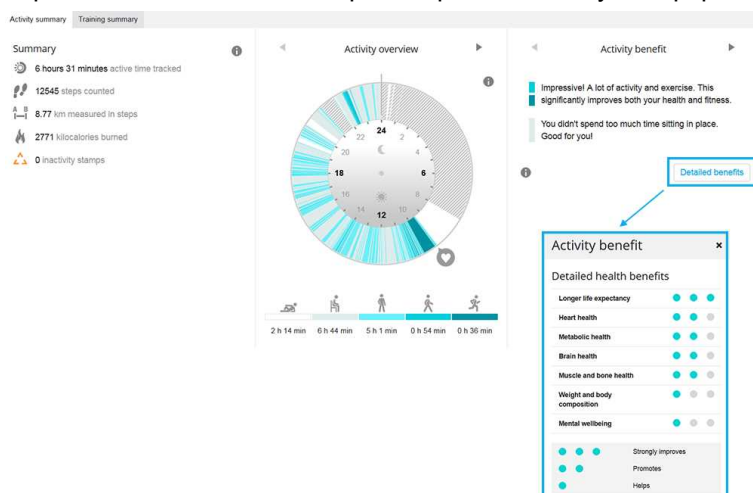 Activity summary
Training summary
Summary
6 hours 31 minutes active time tracked
12545 steps counted
A B
8.77 km measured in steps
2771 kilocalories burned
0 inactivity stamps
Activity overview
24
22
2
20
4
18
6
16
8
14
10
12
2 h 14 min
6 h 44 min
5 h 1 min
0 h 54 min
0 h 36 min
Activity benefit
Impressive! A lot of activity and exercise. This
significantly improves both your health and fitness.
You didn't spend too much time sitting in place.
Good for you!
Detailed benefits
Activity benefit
×
Detailed health benefits
Longer life expectancy
Heart health
Metabolic health
Brain health
Muscle and bone health
Weight and body
composition
Mental wellbeing
Strongly improves
Promotes
Helps